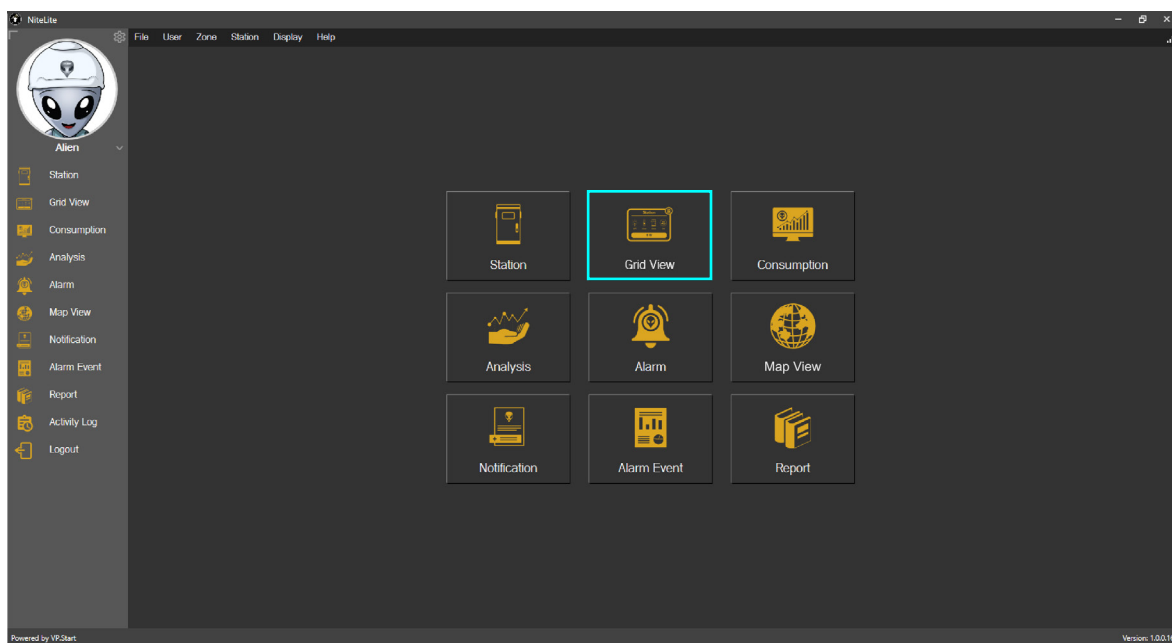 NiteLite
File User Zone Station Display Help
Alien
Station
Grid View
Consumption
Analysis
Alarm
Map View
Notification
Alarm Event
Report
Activity Log
Logout
Station Grid View Consumption
Analysis Alarm Map View
Notification Alarm Event Report
Powered by VP.Start